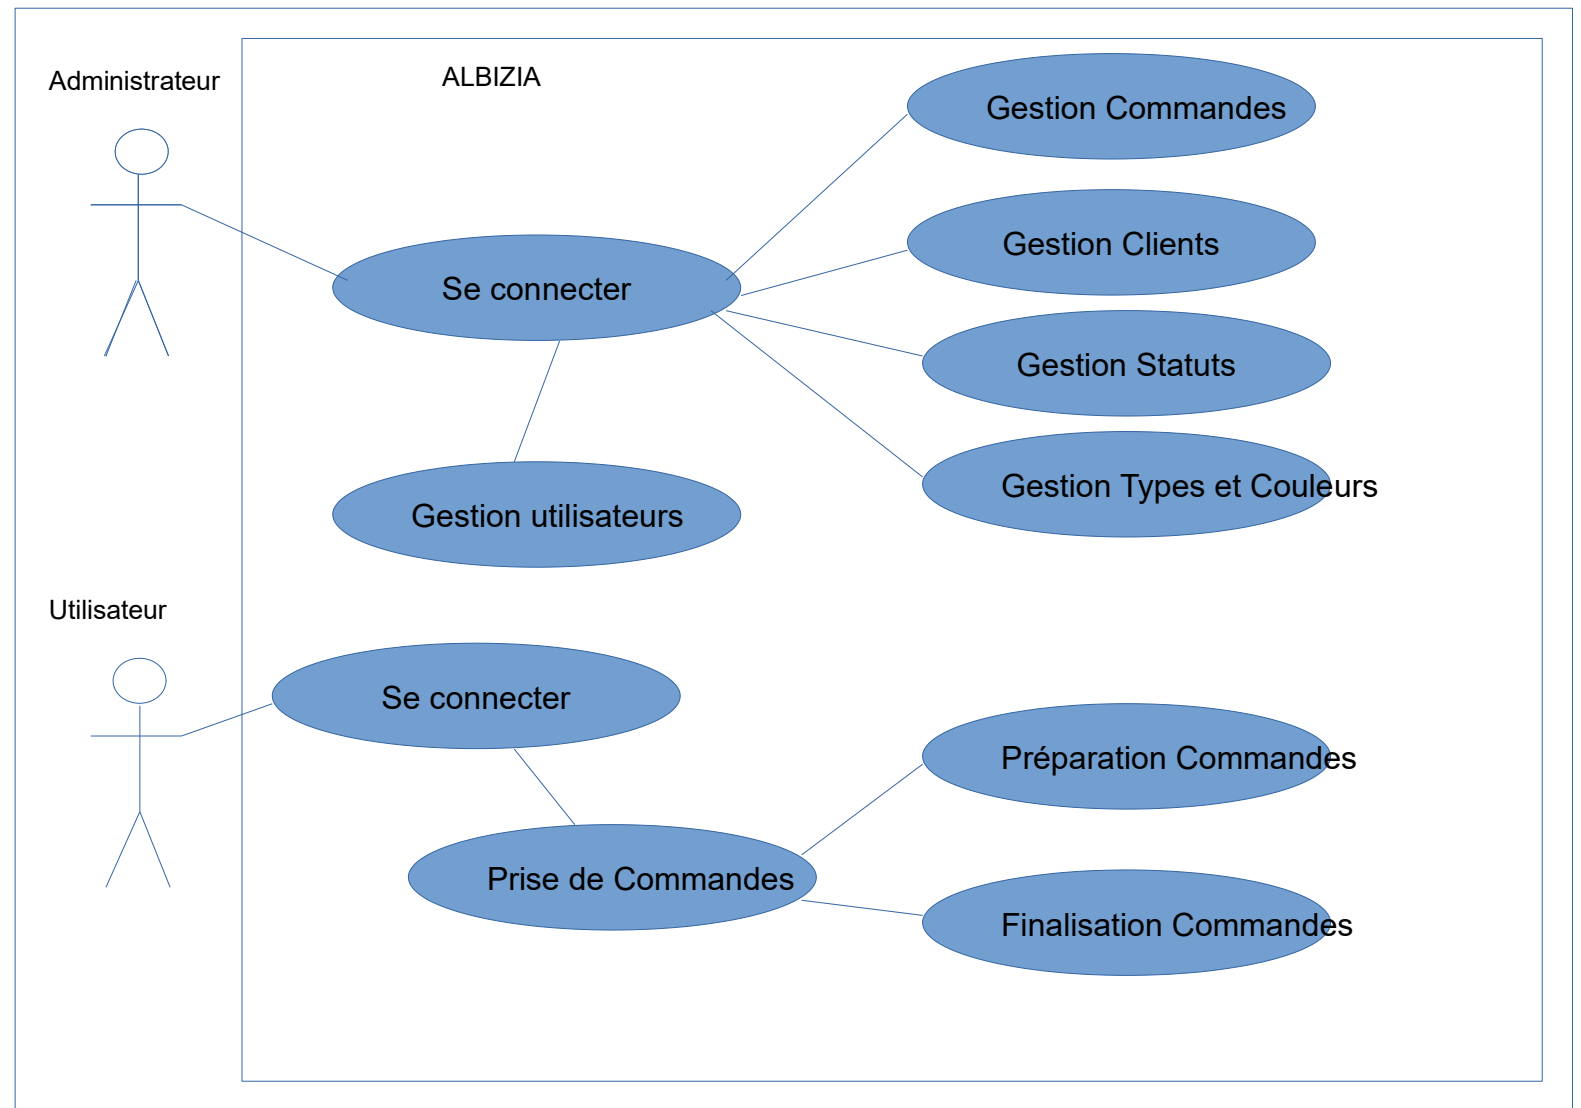 Administrateur
ALBIZIA
Gestion Commandes
Gestion Clients
Se connecter
Gestion Statuts
Gestion Types et Couleurs
Gestion utilisateurs
Utilisateur
Se connecter
Préparation Commandes
Prise de Commandes
Finalisation Commandes